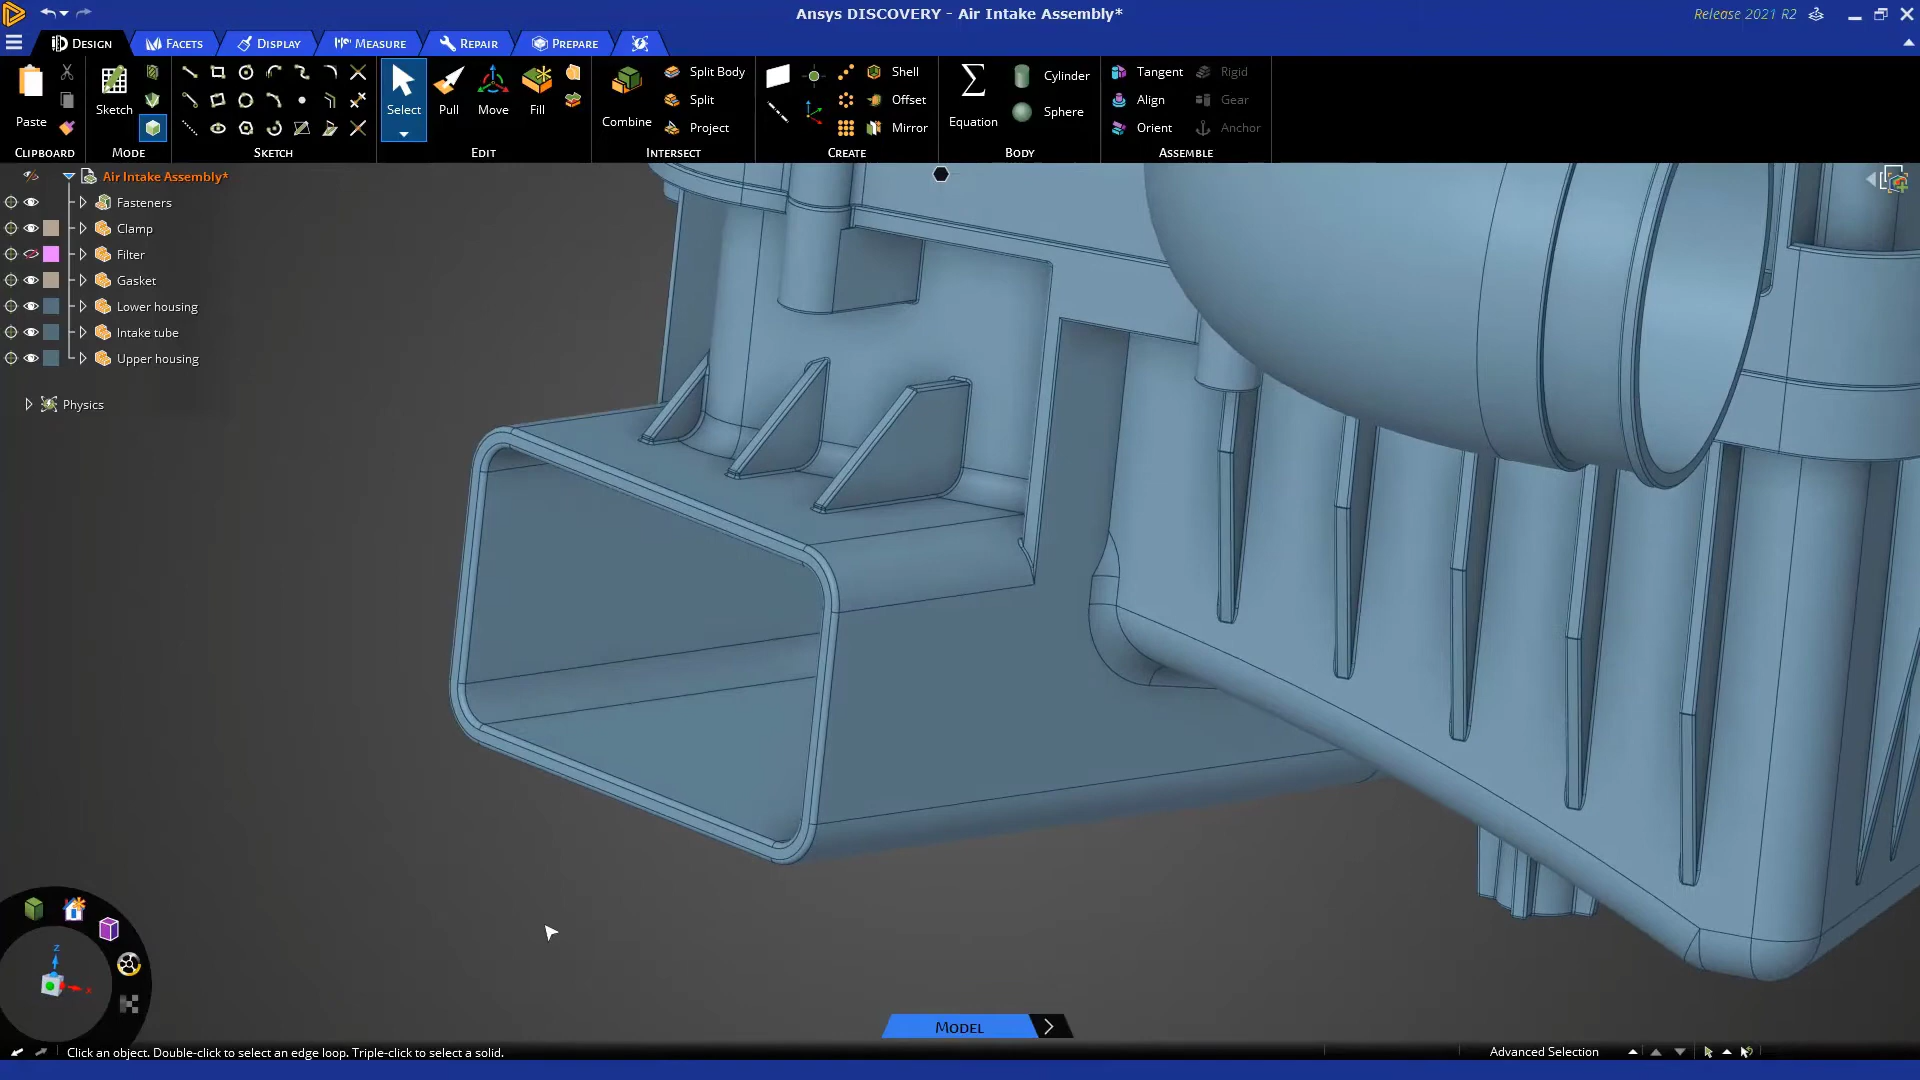 Ansys DISCOVERY - Air Intake Assembly*
Release 2021 R2
DESIGN
FACETS
DISPLAY
MEASURE
REPAIR
PREPARE
Paste
Sketch
Select
Pull
Move
Fill
Combine
Split Body
Split
Project
Shell
Offset
Mirror
Equation
Cylinder
Sphere
Tangent
Align
Orient
Rigid
Gear
Anchor
CLIPBOARD
MODE
SKETCH
EDIT
INTERSECT
CREATE
BODY
ASSEMBLE
Air Intake Assembly*
Fasteners
Clamp
Filter
Gasket
Lower housing
Intake tube
Upper housing
Physics
Z
X
MODEL
Click an object. Double-click to select an edge loop. Triple-click to select a solid.
Advanced Selection